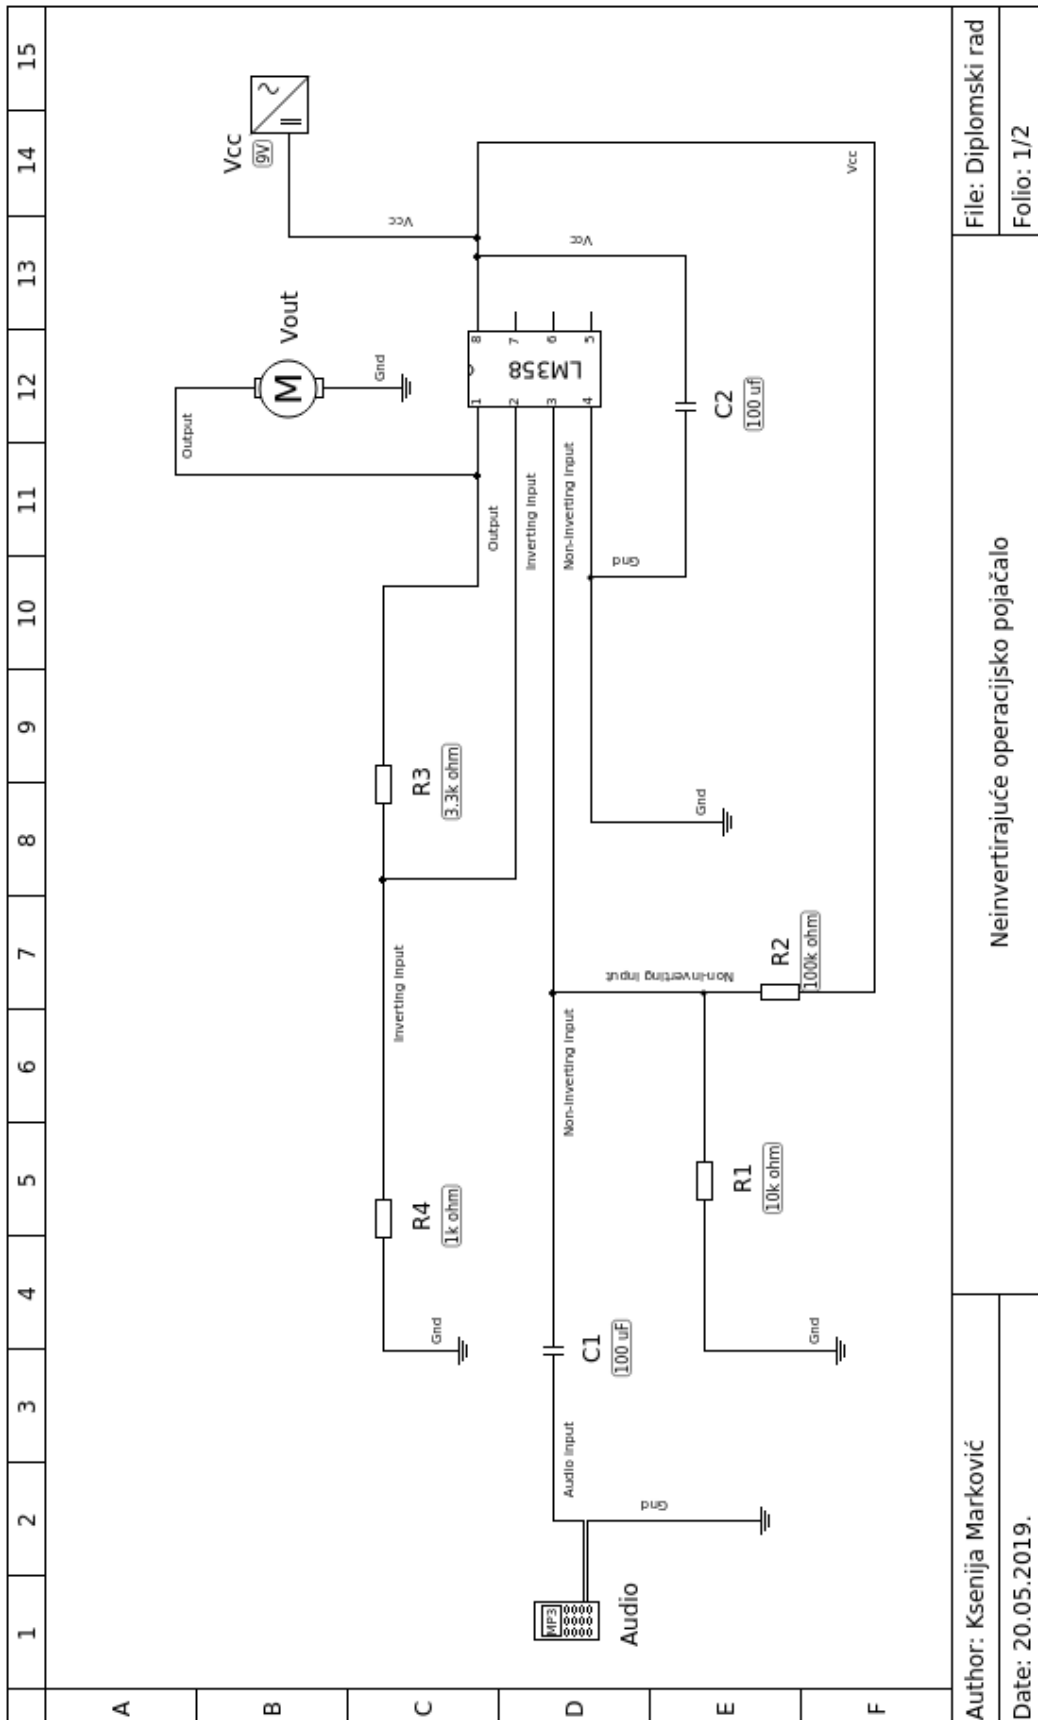 1 2 3 4 5 6 7 8 9 10 11 12 13 14 15
A
B
C
D
E
F
Vcc
9V
Vout
M
Output
Gnd
Vcc
R4
1k ohm
Gnd
Inverting Input
R3
3.3k ohm
Output
Inverting Input
Non-Inverting Input
1
2
3
4
LM358
8
7
6
5
Vcc
Gnd
C2
100 uf
Audio
MP3
Audio Input
Gnd
C1
100 uF
Non-Inverting Input
Non-Inverting Input
Gnd
R1
10k ohm
Gnd
R2
100k ohm
Vcc
Author: Ksenija Marković
Date: 20.05.2019.
Neinvertirajuće operacijsko pojačalo
File: Diplomski rad
Folio: 1/2